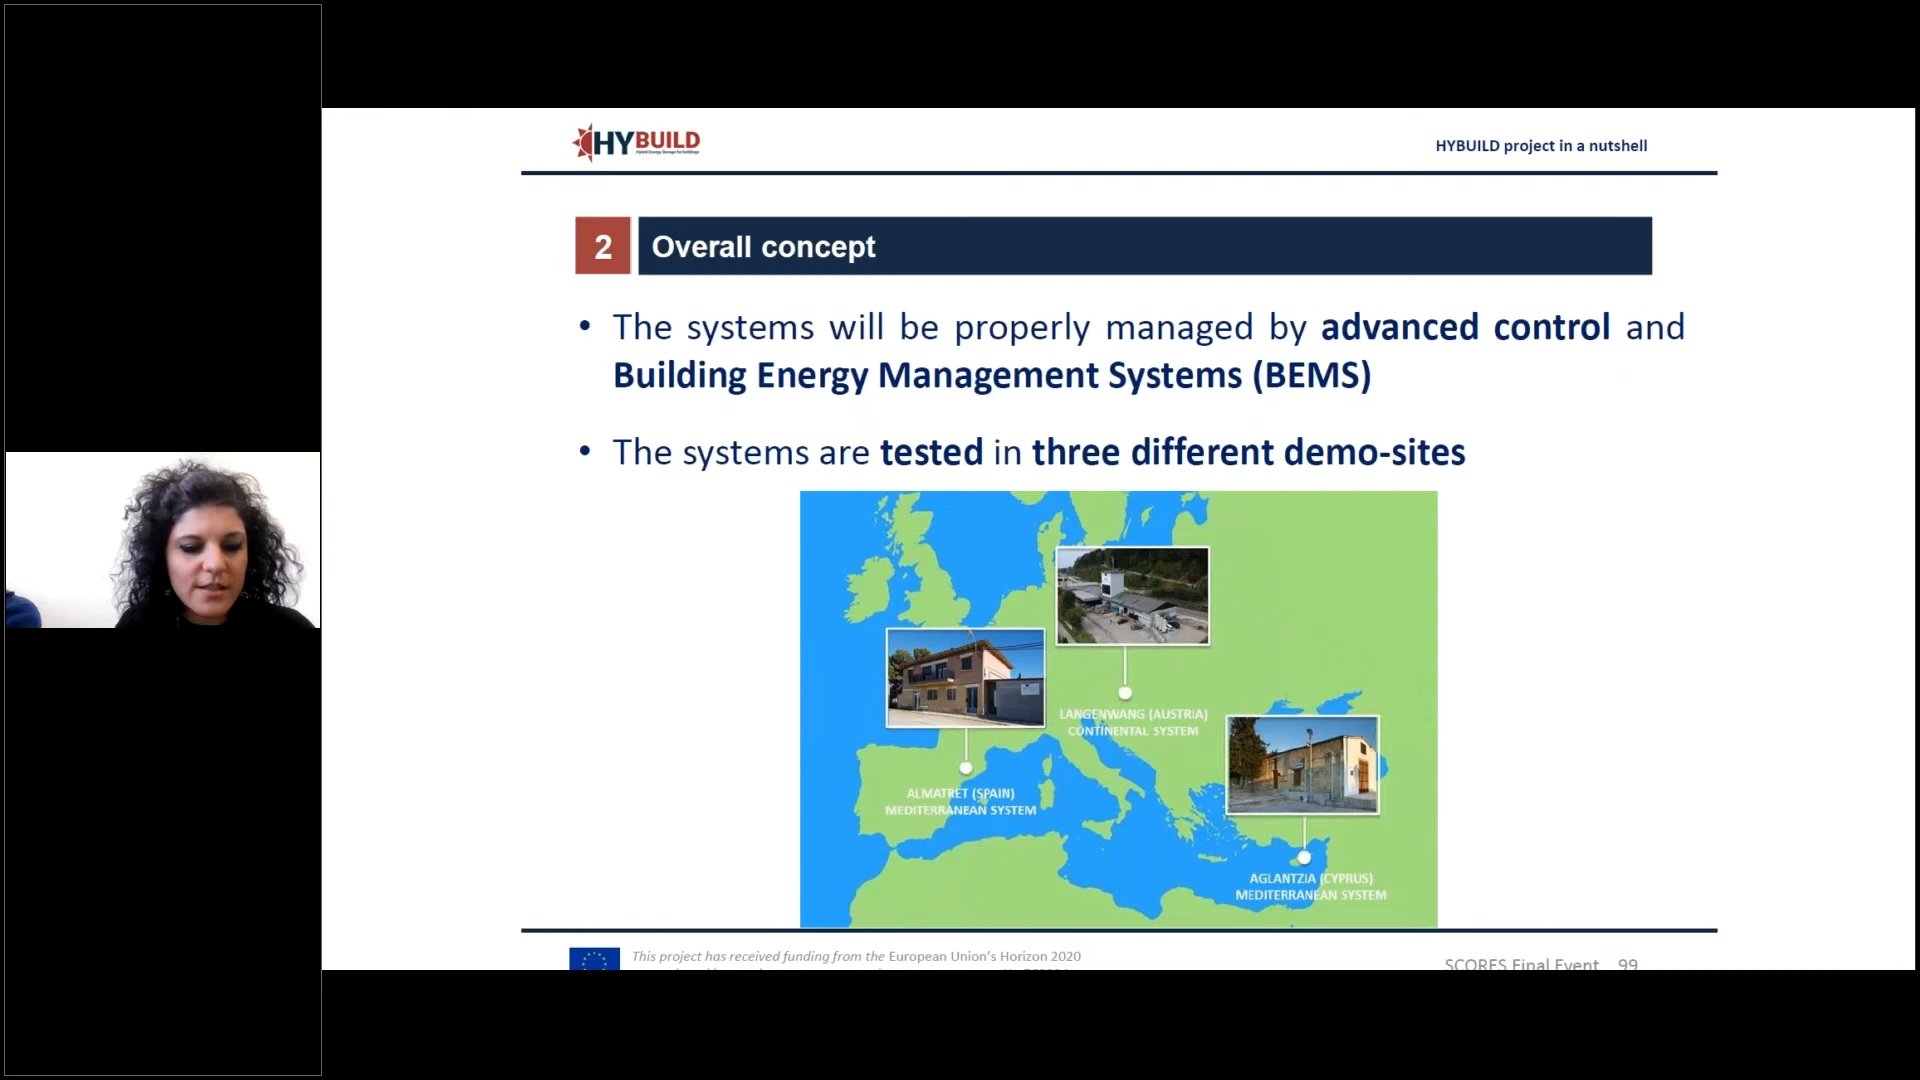 HYBUILD
HYBUILD project in a nutshell
2 Overall concept
• The systems will be properly managed by advanced control and
Building Energy Management Systems (BEMS)
• The systems are tested in three different demo-sites
LANGENWANG (AUSTRIA)
CONTINENTAL SYSTEM
ALMATRET (SPAIN)
MEDITERRANEAN SYSTEM
AGLANTZIA (CYPRUS)
MEDITERRANEAN SYSTEM
This project has received funding from the European Union's Horizon 2020
SCORES Final Event 99